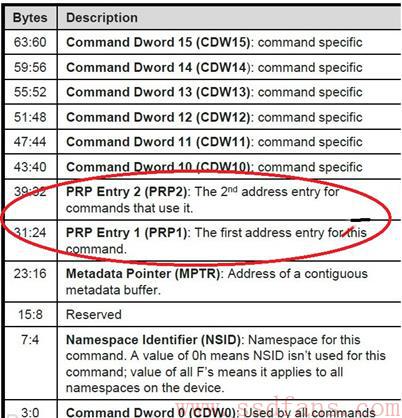 Bytes Description
63:60 Command Dword 15 (CDW15): command specific
59:56 Command Dword 14 (CDW14): command specific
55:52 Command Dword 13 (CDW13): command specific
51:48 Command Dword 12 (CDW12): command specific
47:44 Command Dword 11 (CDW11): command specific
43:40 Command Dword 10 (CDW10): command specific
39:32 PRP Entry 2 (PRP2): The 2nd address entry for
commands that use it.
31:24 PRP Entry 1 (PRP1): The first address entry for this
command.
23:16 Metadata Pointer (MPTR): Address of a contiguous
metadata buffer.
15:8 Reserved
7:4 Namespace Identifier (NSID): Namespace for this
command. A value of 0h means NSID isn't used for this
command; value of all F's means it applies to all
namespaces on the device.
www.ssdfans.com
3:0 Command Dword 0 (CDW0): Used by all commands